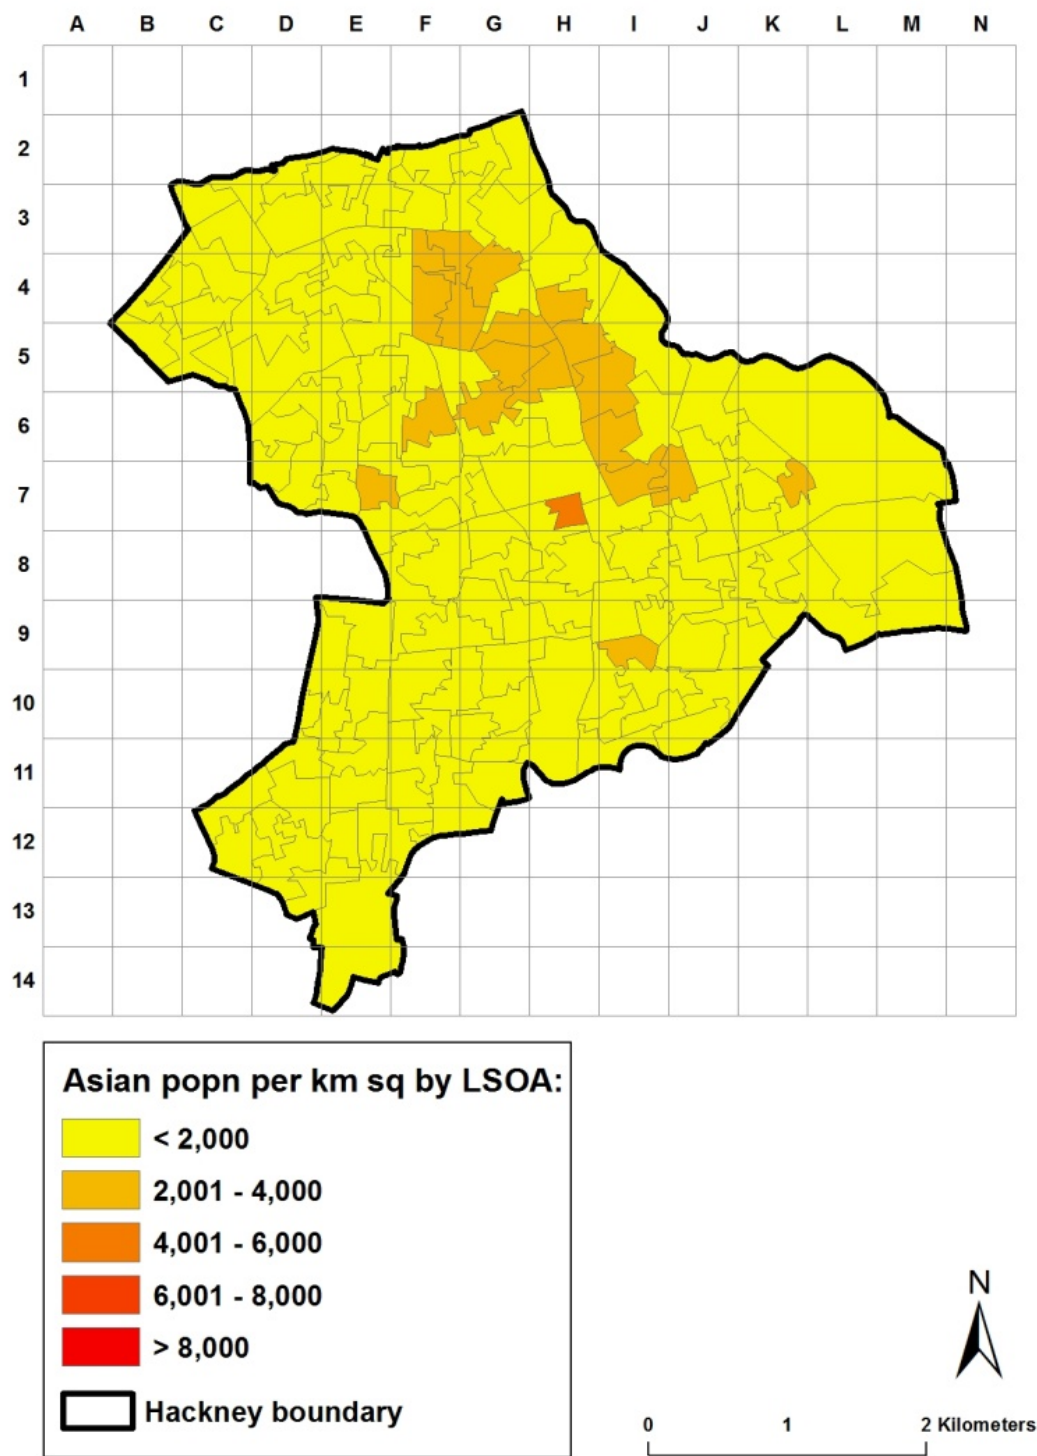 A B C D E F G H I J K L M N
1
2
3
4
5
6
7
8
9
10
11
12
13
14
Asian popn per km sq by LSOA:
< 2,000
2,001 - 4,000
4,001 - 6,000
6,001 - 8,000
> 8,000
Hackney boundary
N
0 1 2 Kilometers